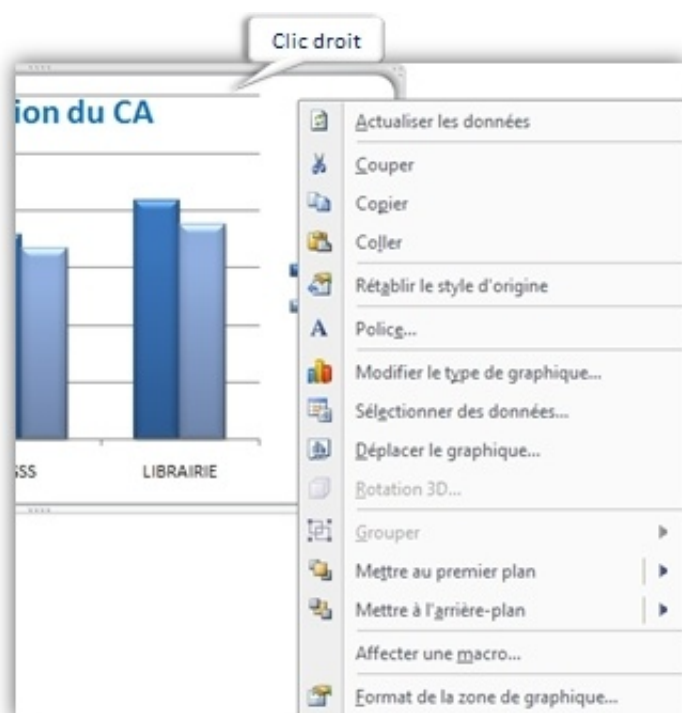 Clic droit
ion du CA
Actualiser les données
Couper
Copier
Coller
Rétablir le style d'origine
Police...
Modifier le type de graphique...
Sélectionner des données...
Déplacer le graphique...
Rotation 3D...
Grouper
Mettre au premier plan
Mettre à l'arrière-plan
Affecter une macro...
Format de la zone de graphique...
SS LIBRAIRIE